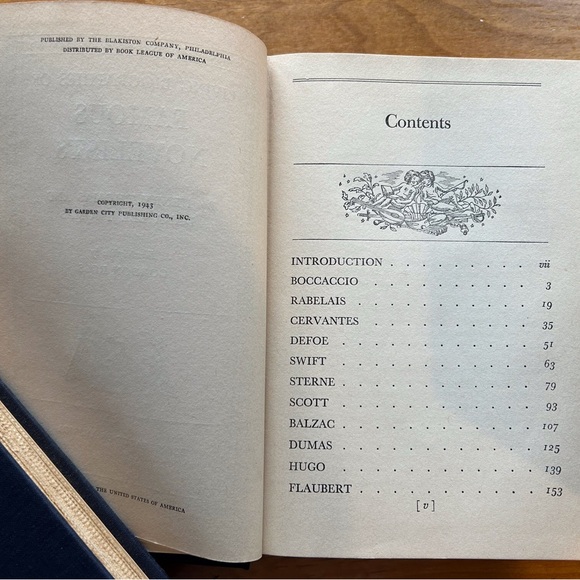 PUBLISHED BY THE BLAKISTON COMPANY, PHILADELPHIA
DISTRIBUTED BY BOOK LEAGUE OF AMERICA
COPYRIGHT, 1943
BY GARDEN CITY PUBLISHING CO., INC.
THE UNITED STATES OF AMERICA
Contents
INTRODUCTION . . . . . . . . . vii
BOCCACCIO . . . . . . . . . . 3
RABELAIS . . . . . . . . . . 19
CERVANTES . . . . . . . . . . 35
DEFOE . . . . . . . . . . . 51
SWIFT . . . . . . . . . . . 63
STERNE . . . . . . . . . . . 79
SCOTT . . . . . . . . . . . 93
BALZAC . . . . . . . . . . . 107
DUMAS . . . . . . . . . . . 125
HUGO . . . . . . . . . . . 139
FLAUBERT . . . . . . . . . . 153
[ v ]